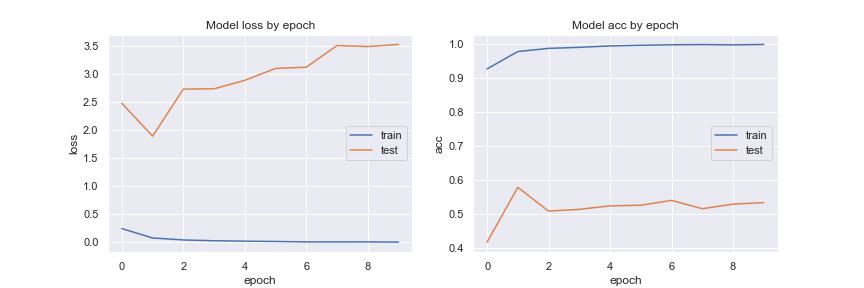 Model loss by epoch
3.5
3.0
2.5
2.0
1.5
1.0
0.5
0.0
loss
train
test
0 2 4 6 8
epoch
Model acc by epoch
1.0
0.9
0.8
0.7
0.6
0.5
0.4
acc
train
test
0 2 4 6 8
epoch